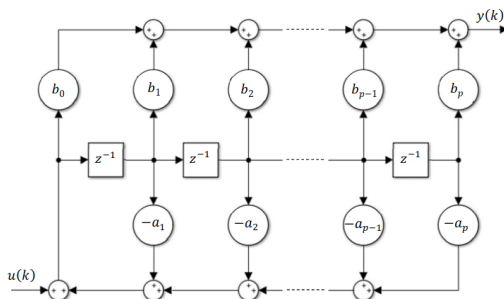 y(k)
+ + + + + + + +
b₀ b₁ b₂ bₚ₋₁ bₚ
z⁻¹ z⁻¹ z⁻¹
−a₁ −a₂ −aₚ₋₁ −aₚ
u(k)
+ + + + + + + +